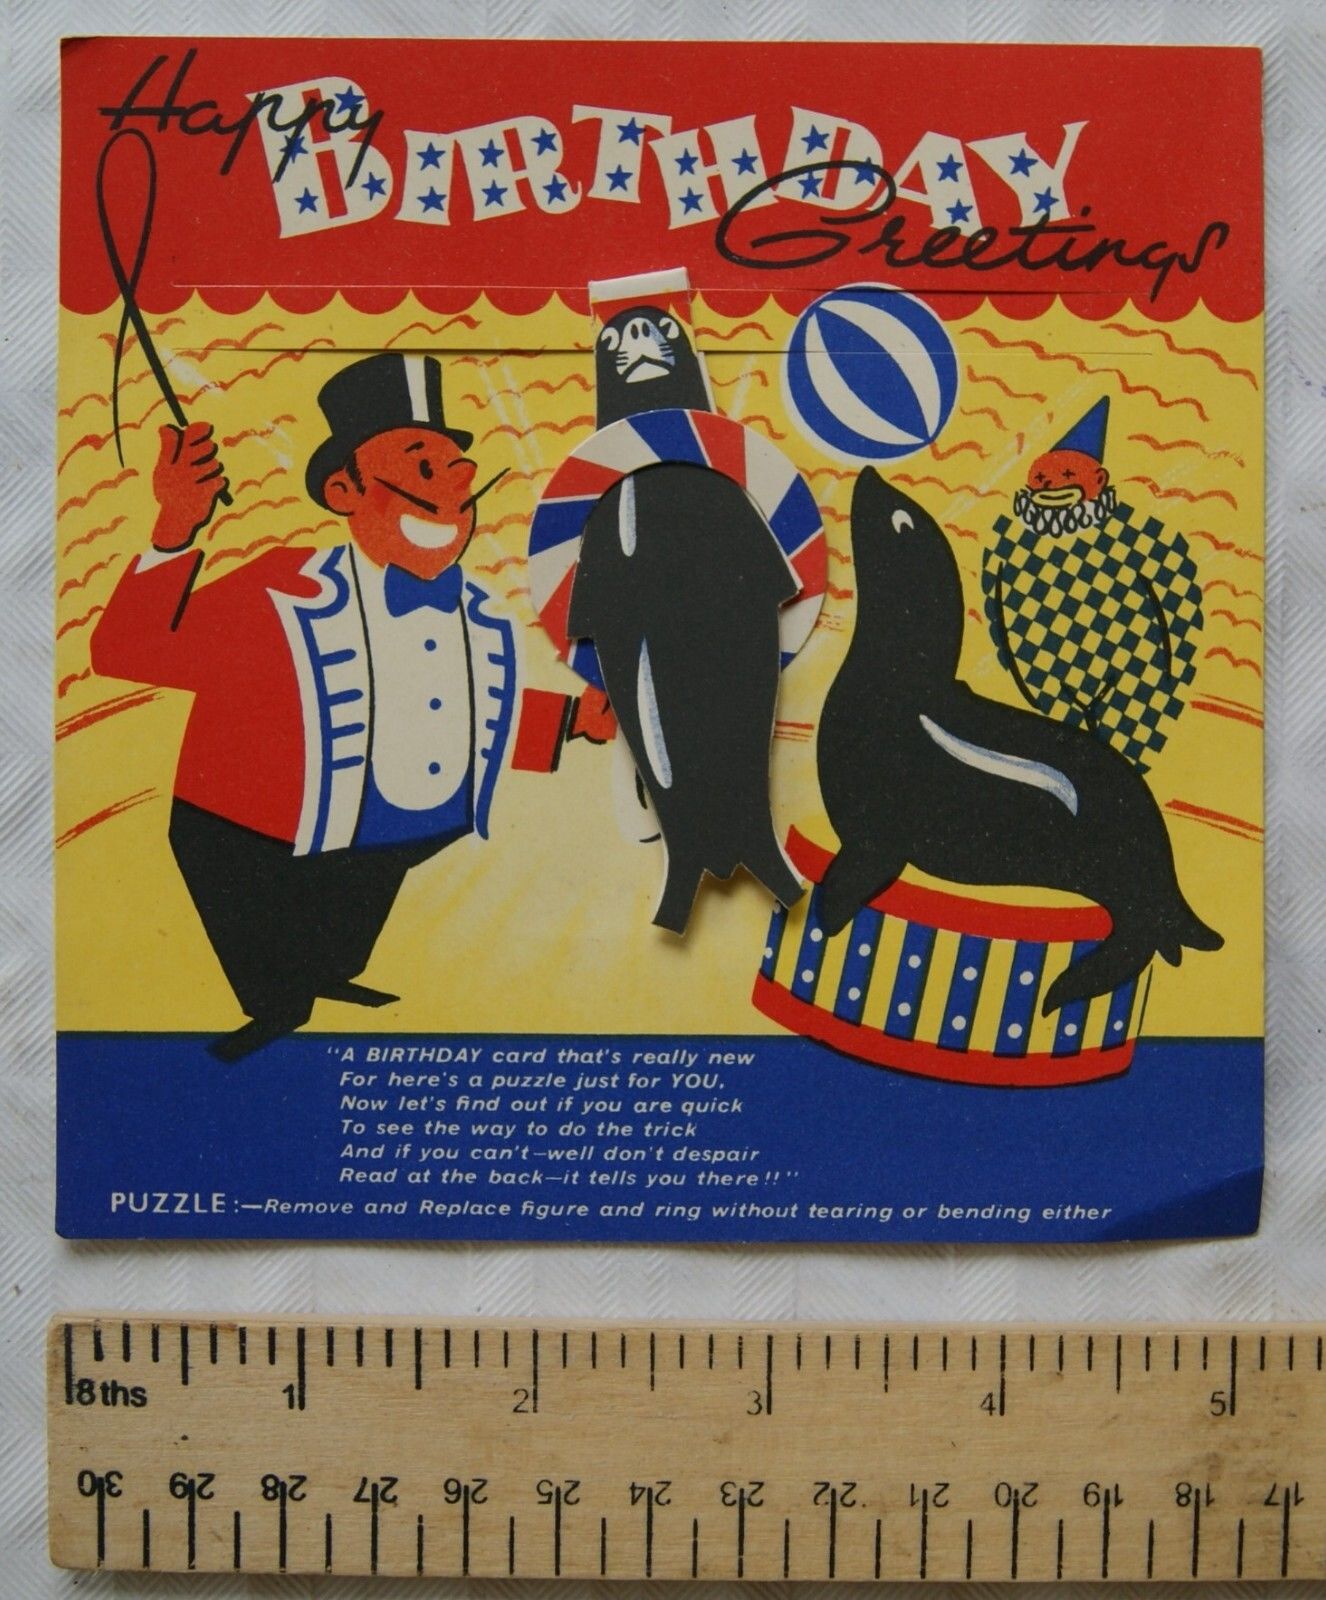 Happy
BIRTHDAY
Greetings
"A BIRTHDAY card that's really new
For here's a puzzle just for YOU,
Now let's find out if you are quick
To see the way to do the trick
And if you can't—well don't despair
Read at the back—it tells you there!!"
PUZZLE:—Remove and Replace figure and ring without tearing or bending either
8ths 1 2 3 4 5
30 29 28 27 26 25 24 23 22 21 20 19 18 17